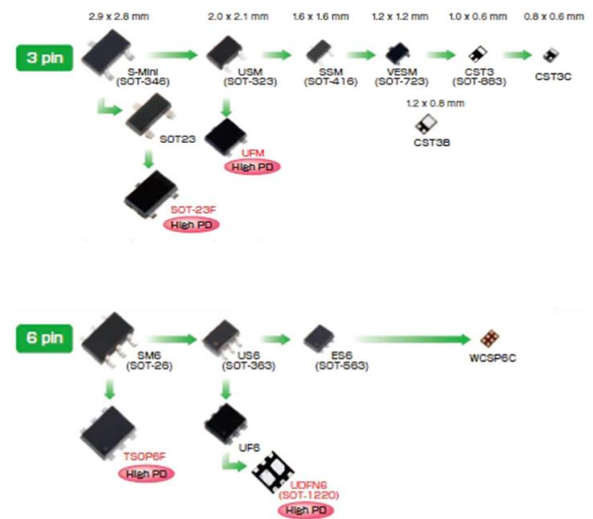 2.9 x 2.8 mm
2.0 x 2.1 mm
1.6 x 1.6 mm
1.2 x 1.2 mm
1.0 x 0.6 mm
0.8 x 0.6 mm
3 pin
S-Mini
(SOT-346)
USM
(SOT-323)
SSM
(SOT-416)
VESM
(SOT-723)
CST3
(SOT-883)
CST3C
1.2 x 0.8 mm
CST3B
SOT23
UFM
High PD
SOT-23F
High PD
6 pin
SM6
(SOT-26)
US6
(SOT-363)
ES6
(SOT-563)
WCSP6C
TSOP6F
High PD
UF6
UDFN6
(SOT-1220)
High PD